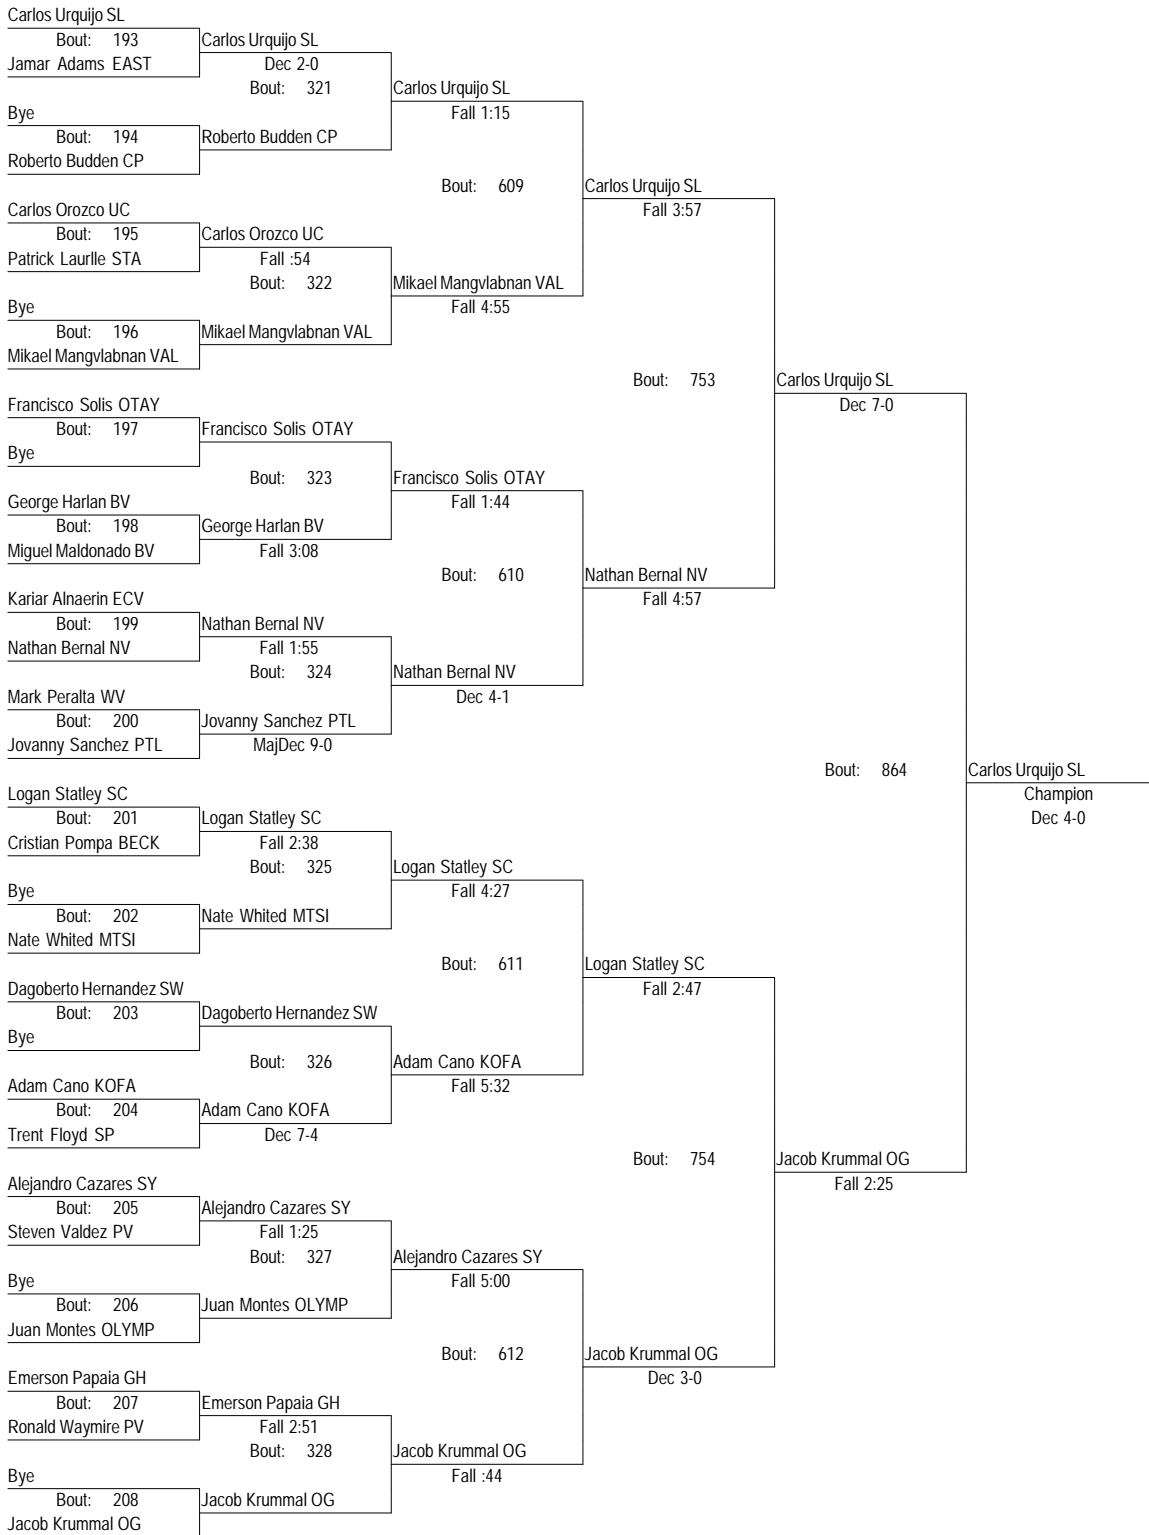 Carlos Urquijo SL
Bout: 193 Carlos Urquijo SL
Jamar Adams EAST Dec 2-0
Bout: 321 Carlos Urquijo SL
Bye Fall 1:15
Bout: 194 Roberto Budden CP
Roberto Budden CP
Bout: 609 Carlos Urquijo SL
Carlos Orozco UC Fall 3:57
Bout: 195 Carlos Orozco UC
Patrick Laurlle STA Fall :54
Bout: 322 Mikael Mangvlabnan VAL
Bye Fall 4:55
Bout: 196 Mikael Mangvlabnan VAL
Mikael Mangvlabnan VAL
Bout: 753 Carlos Urquijo SL
Francisco Solis OTAY Dec 7-0
Bout: 197 Francisco Solis OTAY
Bye
Bout: 323 Francisco Solis OTAY
George Harlan BV Fall 1:44
Bout: 198 George Harlan BV
Miguel Maldonado BV Fall 3:08
Bout: 610 Nathan Bernal NV
Kariar Alnaerin ECV Fall 4:57
Bout: 199 Nathan Bernal NV
Nathan Bernal NV Fall 1:55
Bout: 324 Nathan Bernal NV
Mark Peralta WV Dec 4-1
Bout: 200 Jovanny Sanchez PTL
Jovanny Sanchez PTL MajDec 9-0
Bout: 864 Carlos Urquijo SL
Logan Statley SC Champion
Bout: 201 Logan Statley SC Dec 4-0
Cristian Pompa BECK Fall 2:38
Bout: 325 Logan Statley SC
Bye Fall 4:27
Bout: 202 Nate Whited MTSI
Nate Whited MTSI
Bout: 611 Logan Statley SC
Dagoberto Hernandez SW Fall 2:47
Bout: 203 Dagoberto Hernandez SW
Bye
Bout: 326 Adam Cano KOFA
Adam Cano KOFA Fall 5:32
Bout: 204 Adam Cano KOFA
Trent Floyd SP Dec 7-4
Bout: 754 Jacob Krummal OG
Alejandro Cazares SY Fall 2:25
Bout: 205 Alejandro Cazares SY
Steven Valdez PV Fall 1:25
Bout: 327 Alejandro Cazares SY
Bye Fall 5:00
Bout: 206 Juan Montes OLYMP
Juan Montes OLYMP
Bout: 612 Jacob Krummal OG
Emerson Papaia GH Dec 3-0
Bout: 207 Emerson Papaia GH
Ronald Waymire PV Fall 2:51
Bout: 328 Jacob Krummal OG
Bye Fall :44
Bout: 208 Jacob Krummal OG
Jacob Krummal OG